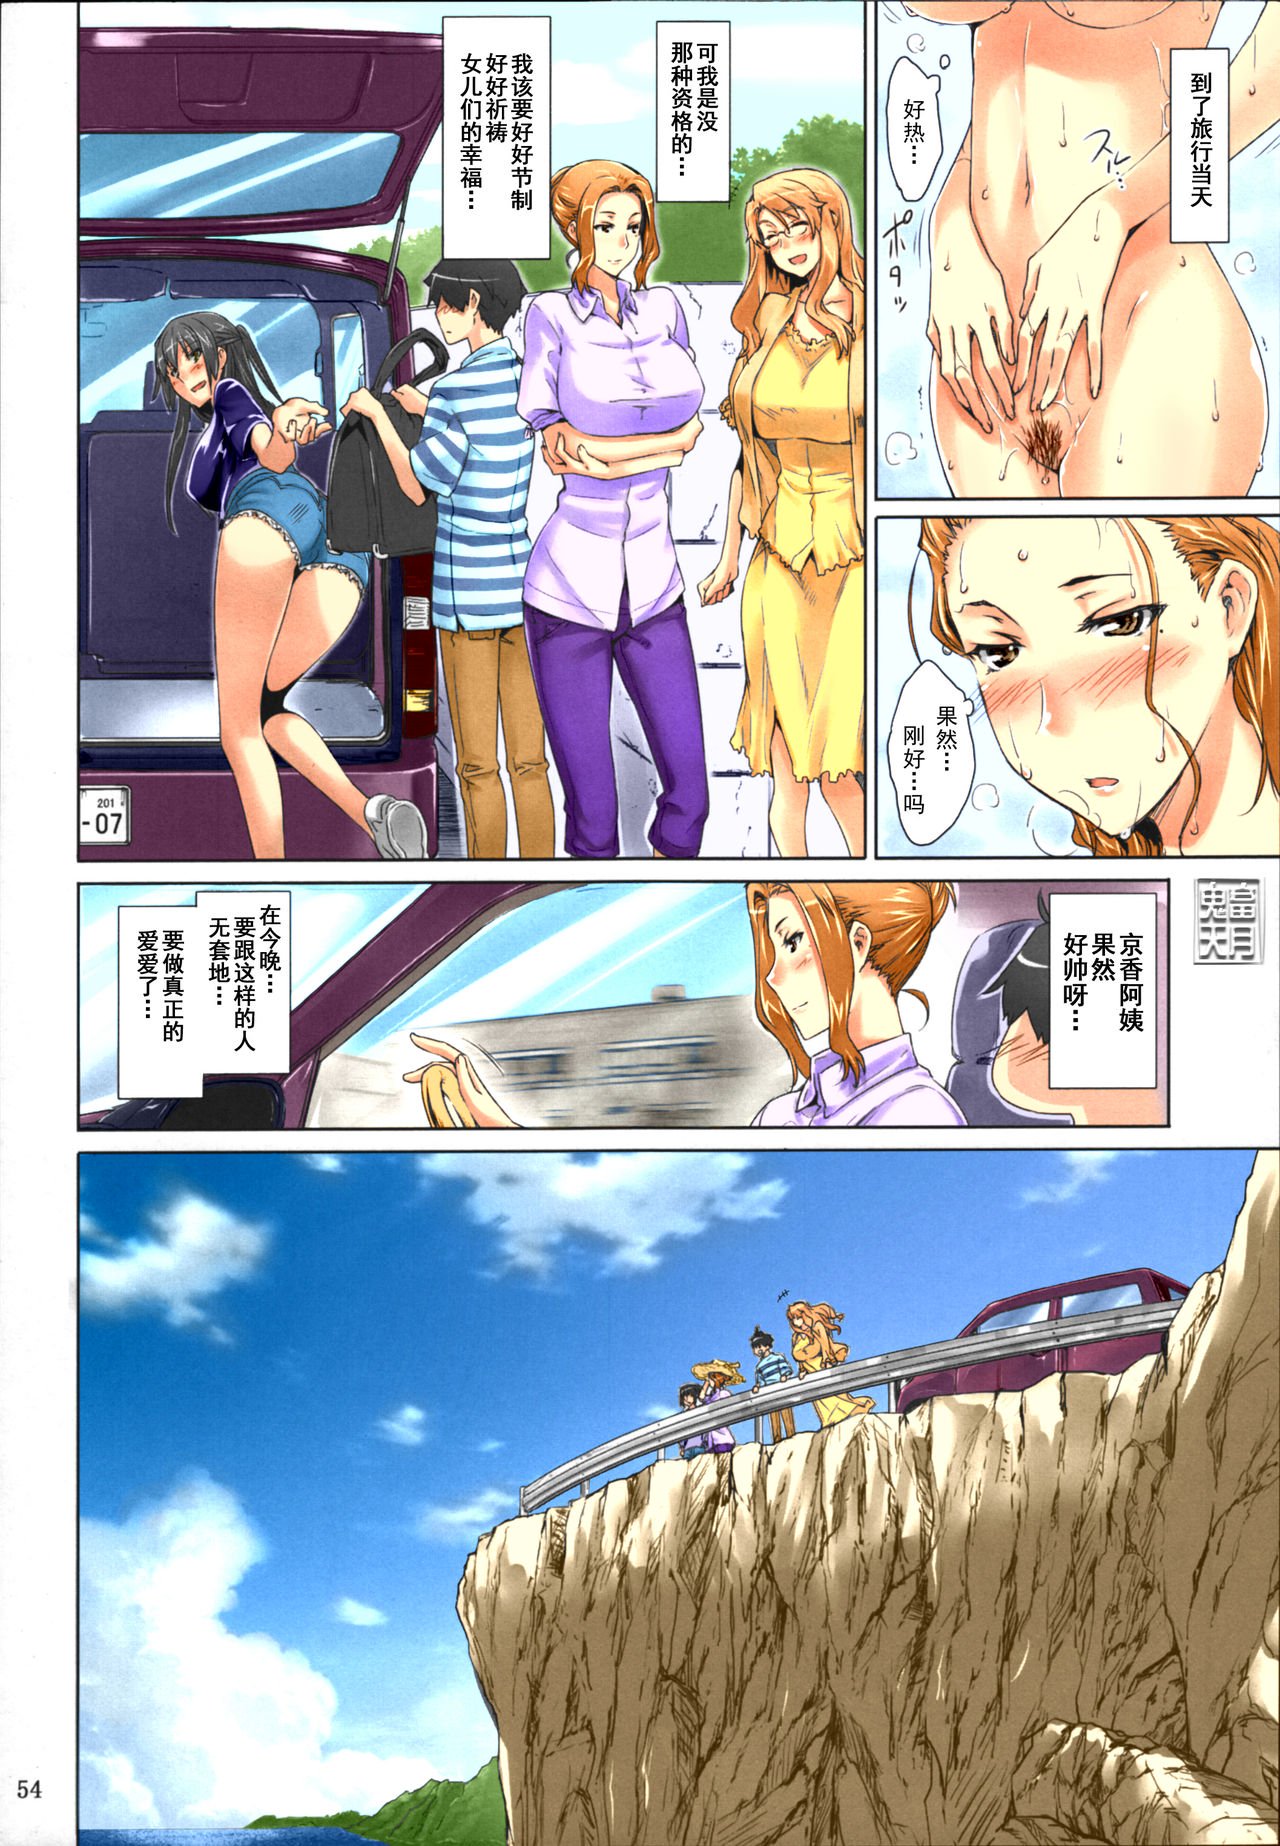 到了旅行当天
好热…
スル…
ポタッ
果然…
刚好…吗
可我是没
那种资格的…
我该要好好节制
好好祈祷
女儿们的幸福…
201
-07
京香阿姨
果然
好帅呀…
在今晚…
要跟这样的人
无套地…
要做真正的
爱爱了…
鬼畜
天月
54